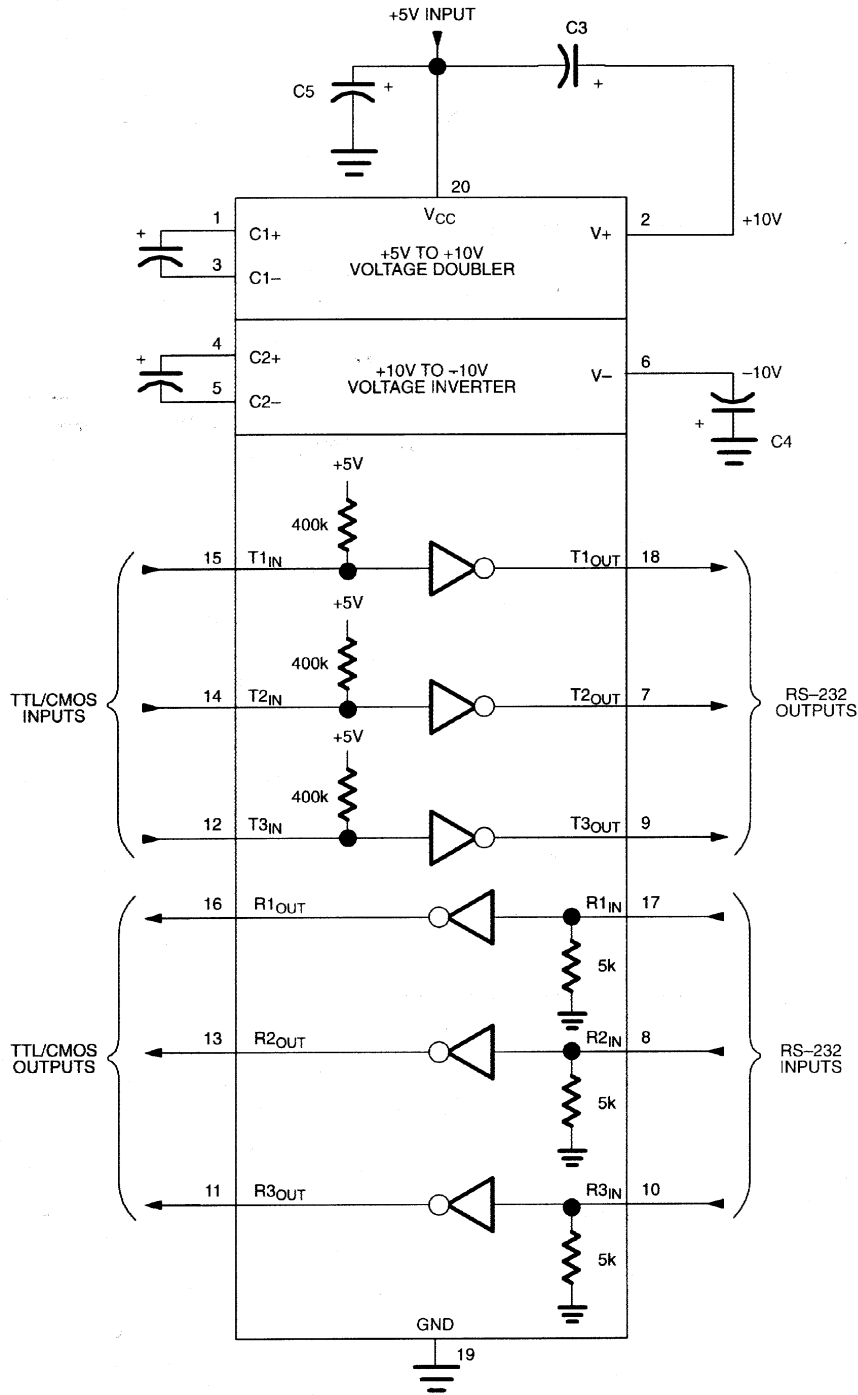 +5V INPUT
C3
C5
+
+
20
VCC
1
+
C1+
+5V TO +10V
VOLTAGE DOUBLER
V+
2
+10V
3
C1–
4
+
C2+
+10V TO –10V
VOLTAGE INVERTER
V–
6
–10V
5
C2–
+
C4
+5V
400k
15
T1IN
T1OUT
18
+5V
400k
TTL/CMOS
INPUTS
14
T2IN
T2OUT
7
RS–232
OUTPUTS
+5V
400k
12
T3IN
T3OUT
9
16
R1OUT
R1IN
17
5k
TTL/CMOS
OUTPUTS
13
R2OUT
R2IN
8
RS–232
INPUTS
5k
11
R3OUT
R3IN
10
5k
GND
19